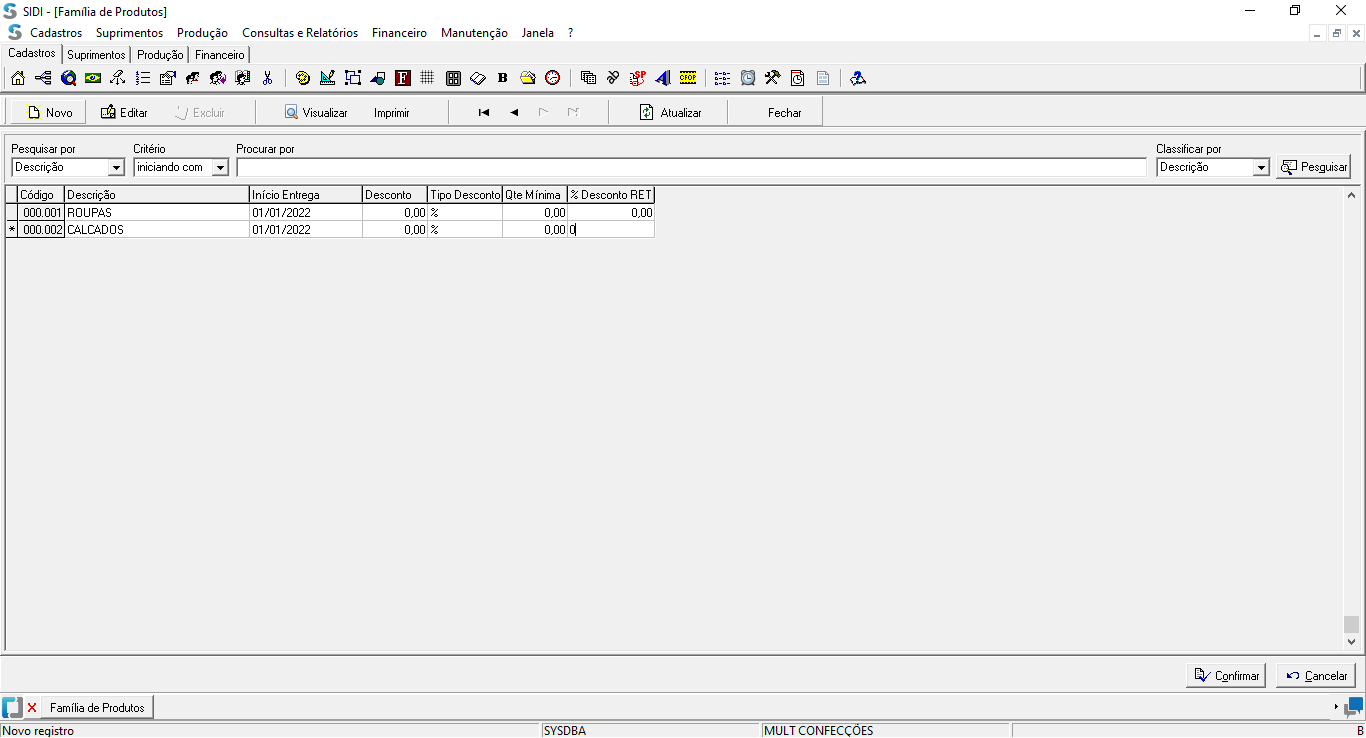 SIDI - [Família de Produtos]
Cadastros Suprimentos Produção Consultas e Relatórios Financeiro Manutenção Janela ?
Cadastros Suprimentos Produção Financeiro
F B SP CFOP
Novo Editar Excluir Visualizar Imprimir Atualizar Fechar
Pesquisar por Critério Procurar por Classificar por
Descrição iniciando com Descrição Pesquisar
Código Descrição Início Entrega Desconto Tipo Desconto Qte Mínima % Desconto RET
000.001 ROUPAS 01/01/2022 0,00 % 0,00 0,00
* 000.002 CALCADOS 01/01/2022 0,00 % 0,00 0
Confirmar Cancelar
Família de Produtos
Novo registro SYSDBA MULT CONFECÇÕES B